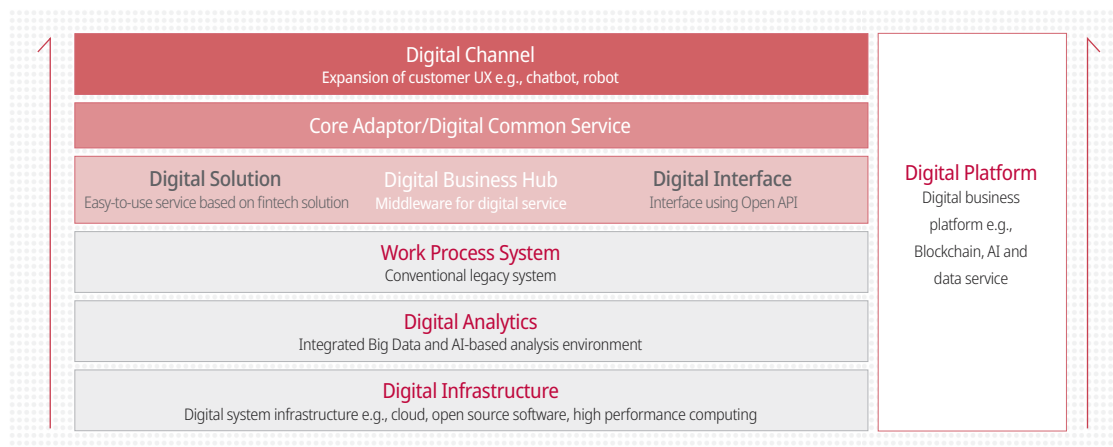 Digital Channel
Expansion of customer UX e.g., chatbot, robot
Core Adaptor/Digital Common Service
Digital Solution
Easy-to-use service based on fintech solution
Digital Business Hub
Middleware for digital service
Digital Interface
Interface using Open API
Work Process System
Conventional legacy system
Digital Analytics
Integrated Big Data and AI-based analysis environment
Digital Infrastructure
Digital system infrastructure e.g., cloud, open source software, high performance computing
Digital Platform
Digital business
platform e.g.,
Blockchain, AI and
data service